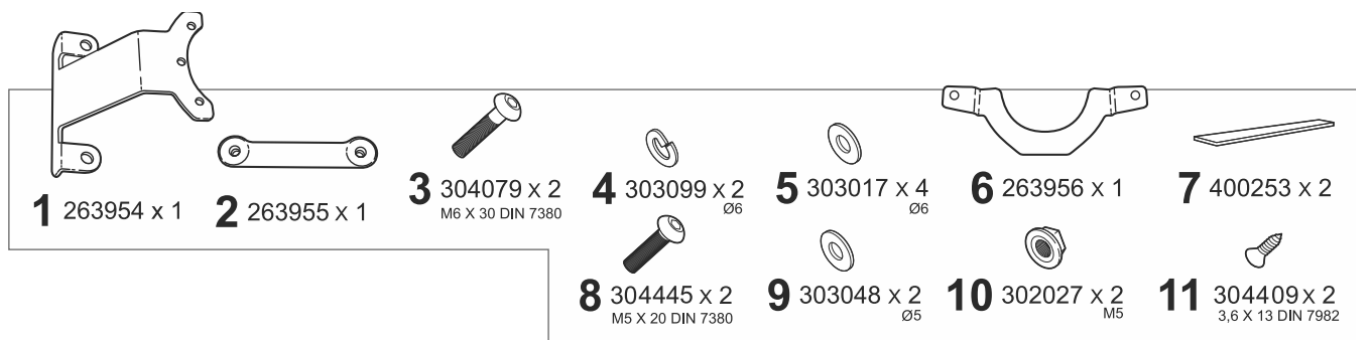 1 263954 x 1
2 263955 x 1
3 304079 x 2
M6 X 30 DIN 7380
4 303099 x 2
Ø6
5 303017 x 4
Ø6
6 263956 x 1
7 400253 x 2
8 304445 x 2
M5 X 20 DIN 7380
9 303048 x 2
Ø5
10 302027 x 2
M5
11 304409 x 2
3,6 X 13 DIN 7982